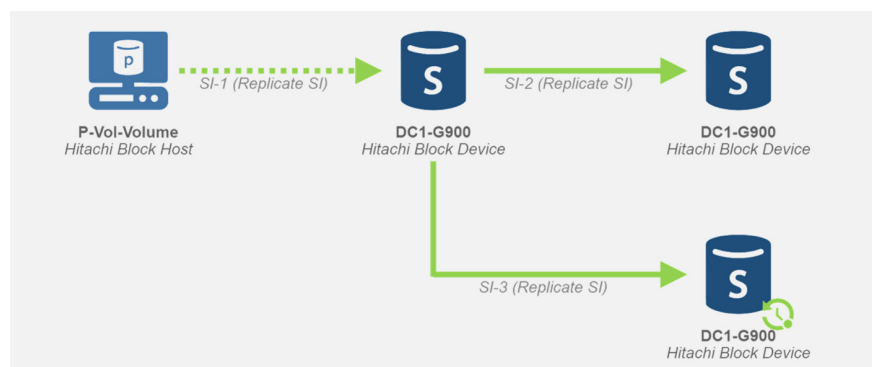 p
S
S
SI-1 (Replicate SI)
SI-2 (Replicate SI)
P-Vol-Volume
Hitachi Block Host
DC1-G900
Hitachi Block Device
DC1-G900
Hitachi Block Device
S
SI-3 (Replicate SI)
DC1-G900
Hitachi Block Device